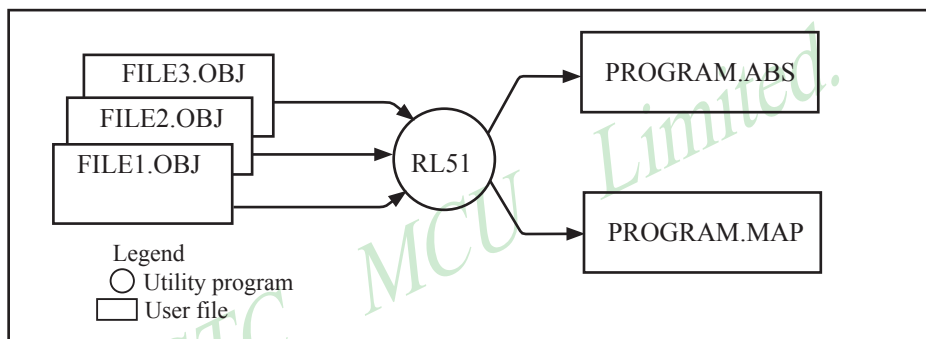 FILE3.OBJ
FILE2.OBJ
FILE1.OBJ
RL51
PROGRAM.ABS
PROGRAM.MAP
Legend
Utility program
User file
STC MCU Limited.